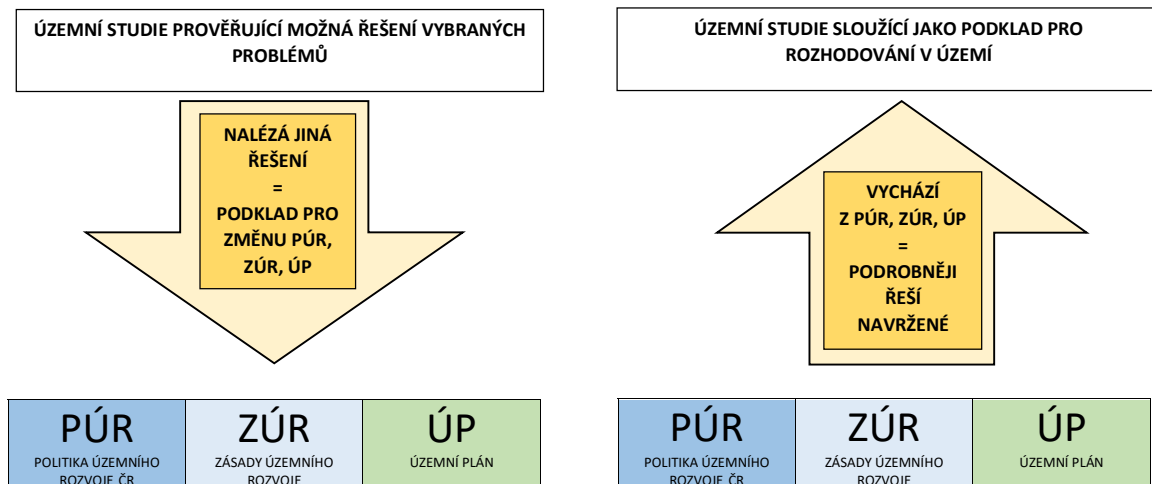 ÚZEMNÍ STUDIE PROVĚŘUJÍCÍ MOŽNÁ ŘEŠENÍ VYBRANÝCH
PROBLÉMŮ
NALÉZÁ JINÁ
ŘEŠENÍ
=
PODKLAD PRO
ZMĚNU PÚR,
ZÚR, ÚP
PÚR
POLITIKA ÚZEMNÍHO
ROZVOJE ČR
ZÚR
ZÁSADY ÚZEMNÍHO
ROZVOJE
ÚP
ÚZEMNÍ PLÁN
ÚZEMNÍ STUDIE SLOUŽÍCÍ JAKO PODKLAD PRO
ROZHODOVÁNÍ V ÚZEMÍ
VYCHÁZÍ
Z PÚR, ZÚR, ÚP
=
PODROBNĚJI
ŘEŠÍ
NAVRŽENÉ
PÚR
POLITIKA ÚZEMNÍHO
ROZVOJE ČR
ZÚR
ZÁSADY ÚZEMNÍHO
ROZVOJE
ÚP
ÚZEMNÍ PLÁN